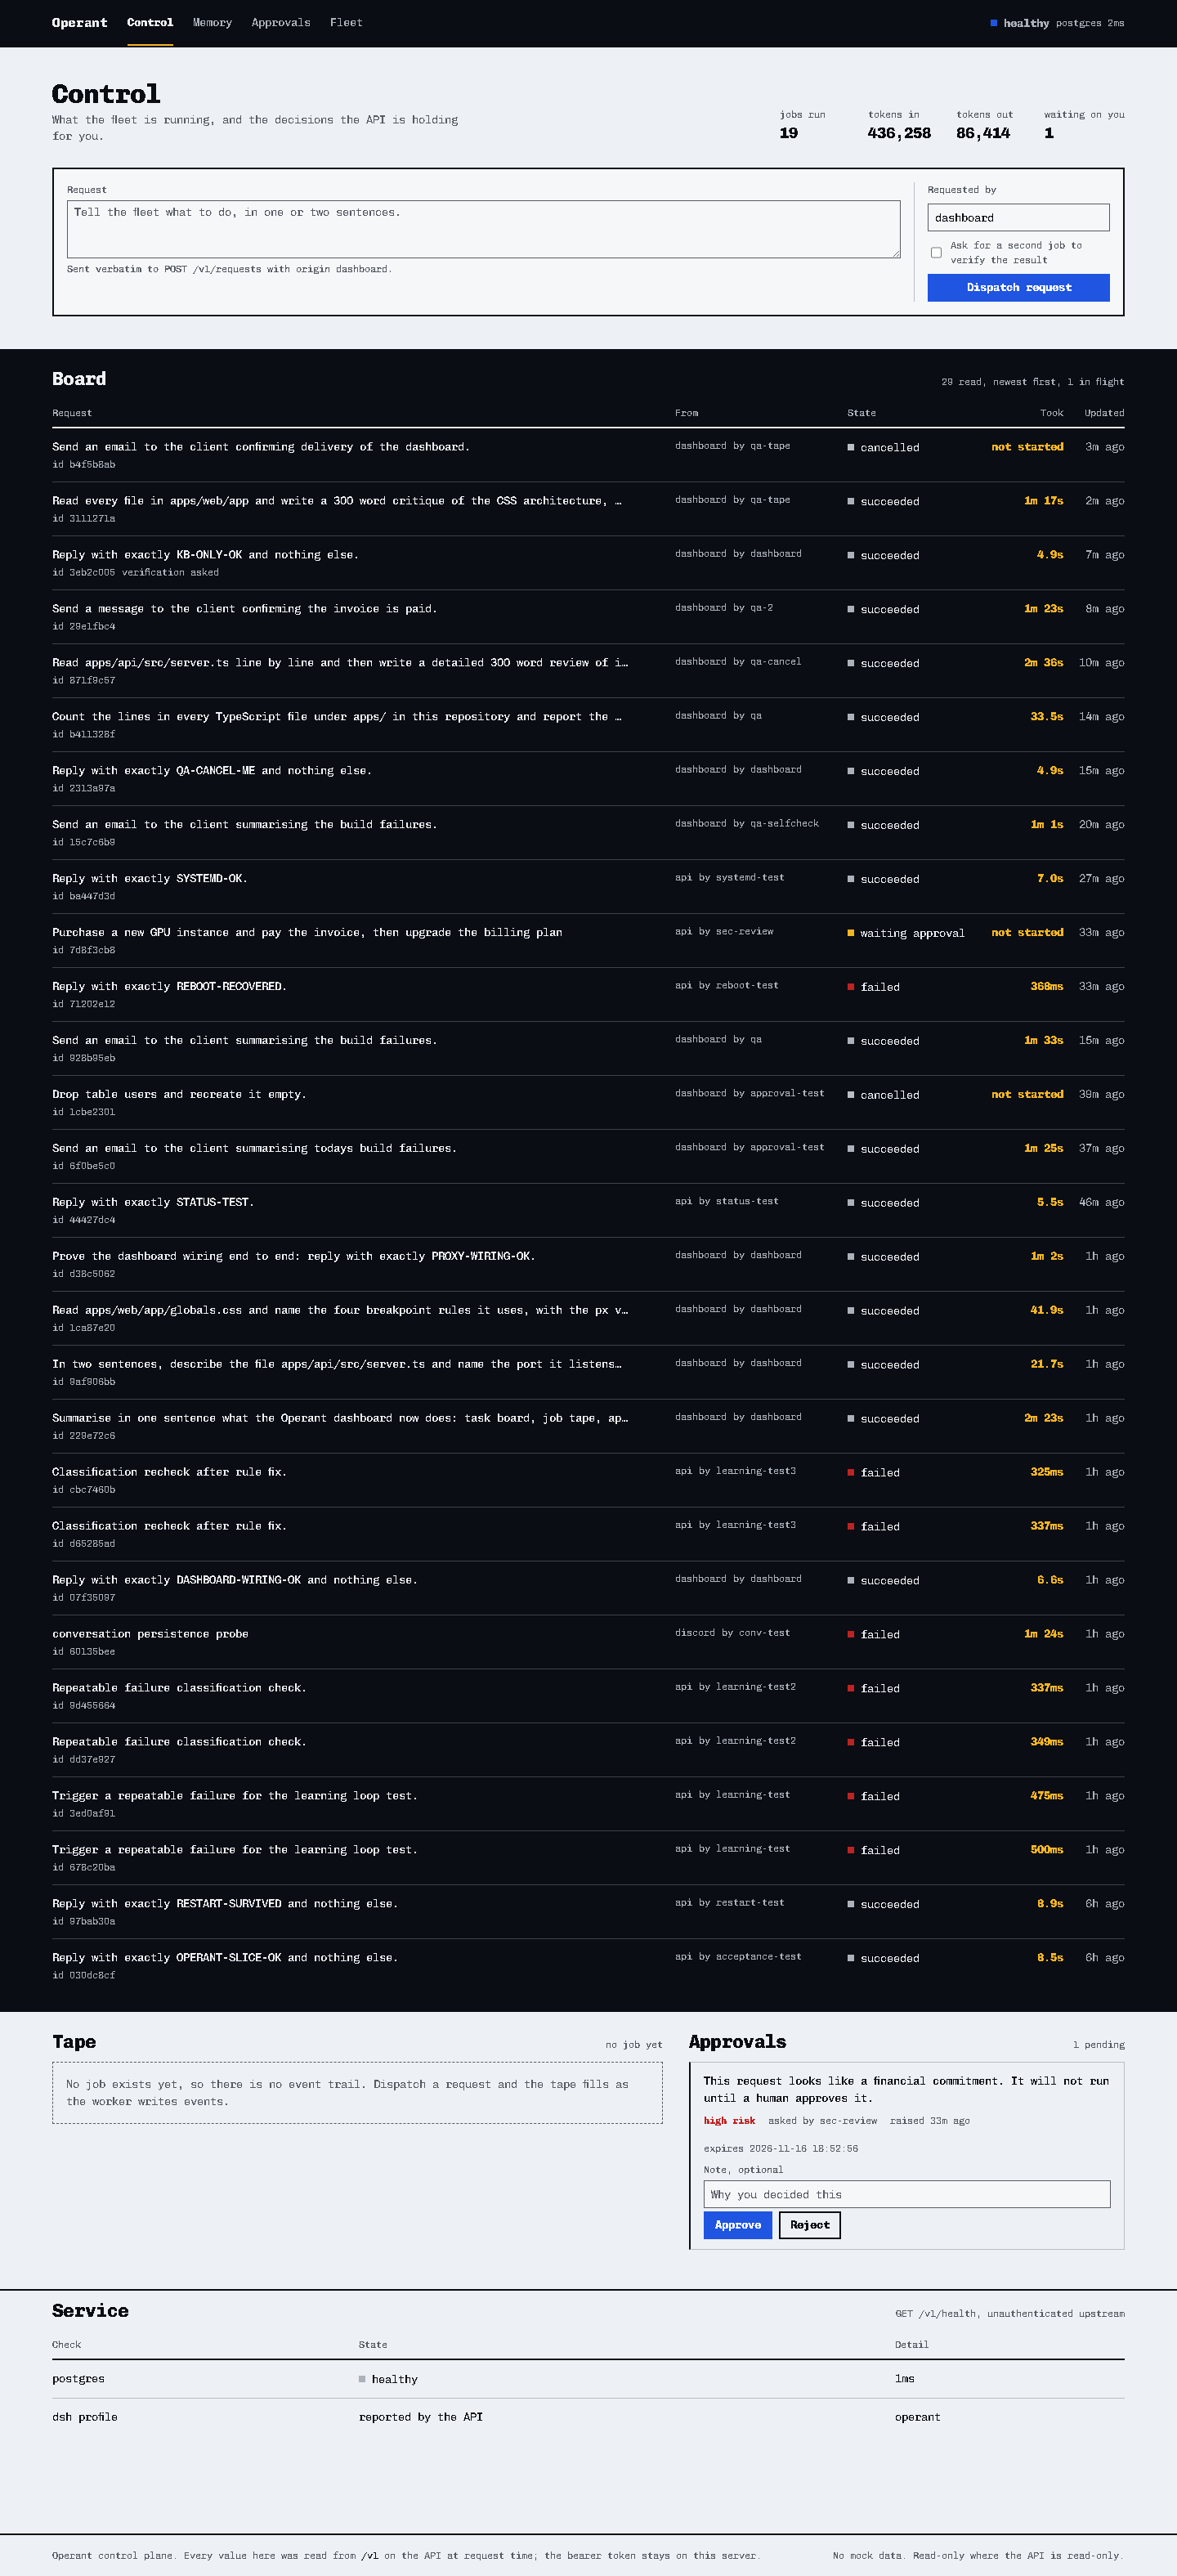 Operant Control Memory Approvals Fleet healthy postgres 2ms
Control
What the fleet is running, and the decisions the API is holding
for you.
jobs run tokens in tokens out waiting on you
19 436,258 86,414 1
Request
Tell the fleet what to do, in one or two sentences.
Sent verbatim to POST /v1/requests with origin dashboard.
Requested by
dashboard
Ask for a second job to
verify the result
Dispatch request
Board 29 read, newest first, 1 in flight
Request From State Took Updated
Send an email to the client confirming delivery of the dashboard. dashboard by qa-tape cancelled not started 3m ago
id b4f5b8ab
Read every file in apps/web/app and write a 300 word critique of the CSS architecture, … dashboard by qa-tape succeeded 1m 17s 2m ago
id 3111271a
Reply with exactly KB-ONLY-OK and nothing else. dashboard by dashboard succeeded 4.9s 7m ago
id 3eb2c005 verification asked
Send a message to the client confirming the invoice is paid. dashboard by qa-2 succeeded 1m 23s 8m ago
id 29e1fbc4
Read apps/api/src/server.ts line by line and then write a detailed 300 word review of i… dashboard by qa-cancel succeeded 2m 36s 10m ago
id 871f9c57
Count the lines in every TypeScript file under apps/ in this repository and report the … dashboard by qa succeeded 33.5s 14m ago
id b411328f
Reply with exactly QA-CANCEL-ME and nothing else. dashboard by dashboard succeeded 4.9s 15m ago
id 2313a97a
Send an email to the client summarising the build failures. dashboard by qa-selfcheck succeeded 1m 1s 20m ago
id 15c7c6b9
Reply with exactly SYSTEMD-OK. api by systemd-test succeeded 7.0s 27m ago
id ba447d3d
Purchase a new GPU instance and pay the invoice, then upgrade the billing plan api by sec-review waiting approval not started 33m ago
id 7d8f3cb8
Reply with exactly REBOOT-RECOVERED. api by reboot-test failed 368ms 33m ago
id 71202e12
Send an email to the client summarising the build failures. dashboard by qa succeeded 1m 33s 15m ago
id 928b95eb
Drop table users and recreate it empty. dashboard by approval-test cancelled not started 39m ago
id 1cbe2301
Send an email to the client summarising todays build failures. dashboard by approval-test succeeded 1m 25s 37m ago
id 6f0be5c0
Reply with exactly STATUS-TEST. api by status-test succeeded 5.5s 46m ago
id 44427dc4
Prove the dashboard wiring end to end: reply with exactly PROXY-WIRING-OK. dashboard by dashboard succeeded 1m 2s 1h ago
id d38c5062
Read apps/web/app/globals.css and name the four breakpoint rules it uses, with the px v… dashboard by dashboard succeeded 41.9s 1h ago
id 1ca87e20
In two sentences, describe the file apps/api/src/server.ts and name the port it listens… dashboard by dashboard succeeded 21.7s 1h ago
id 9af906bb
Summarise in one sentence what the Operant dashboard now does: task board, job tape, ap… dashboard by dashboard succeeded 2m 23s 1h ago
id 229e72c6
Classification recheck after rule fix. api by learning-test3 failed 325ms 1h ago
id cbc7460b
Classification recheck after rule fix. api by learning-test3 failed 337ms 1h ago
id d65285ad
Reply with exactly DASHBOARD-WIRING-OK and nothing else. dashboard by dashboard succeeded 6.6s 1h ago
id 07f35097
conversation persistence probe discord by conv-test failed 1m 24s 1h ago
id 60135bee
Repeatable failure classification check. api by learning-test2 failed 337ms 1h ago
id 9d455664
Repeatable failure classification check. api by learning-test2 failed 349ms 1h ago
id dd37e927
Trigger a repeatable failure for the learning loop test. api by learning-test failed 475ms 1h ago
id 3ed0af91
Trigger a repeatable failure for the learning loop test. api by learning-test failed 500ms 1h ago
id 678c20ba
Reply with exactly RESTART-SURVIVED and nothing else. api by restart-test succeeded 8.9s 6h ago
id 97bab30a
Reply with exactly OPERANT-SLICE-OK and nothing else. api by acceptance-test succeeded 8.5s 6h ago
id 030dc8cf
Tape no job yet
No job exists yet, so there is no event trail. Dispatch a request and the tape fills as
the worker writes events.
Approvals 1 pending
This request looks like a financial commitment. It will not run
until a human approves it.
high risk asked by sec-review raised 33m ago
expires 2026-11-16 18:52:56
Note, optional
Why you decided this
Approve Reject
Service GET /v1/health, unauthenticated upstream
Check State Detail
postgres healthy 1ms
dsh profile reported by the API operant
Operant control plane. Every value here was read from /v1 on the API at request time; the bearer token stays on this server. No mock data. Read-only where the API is read-only.